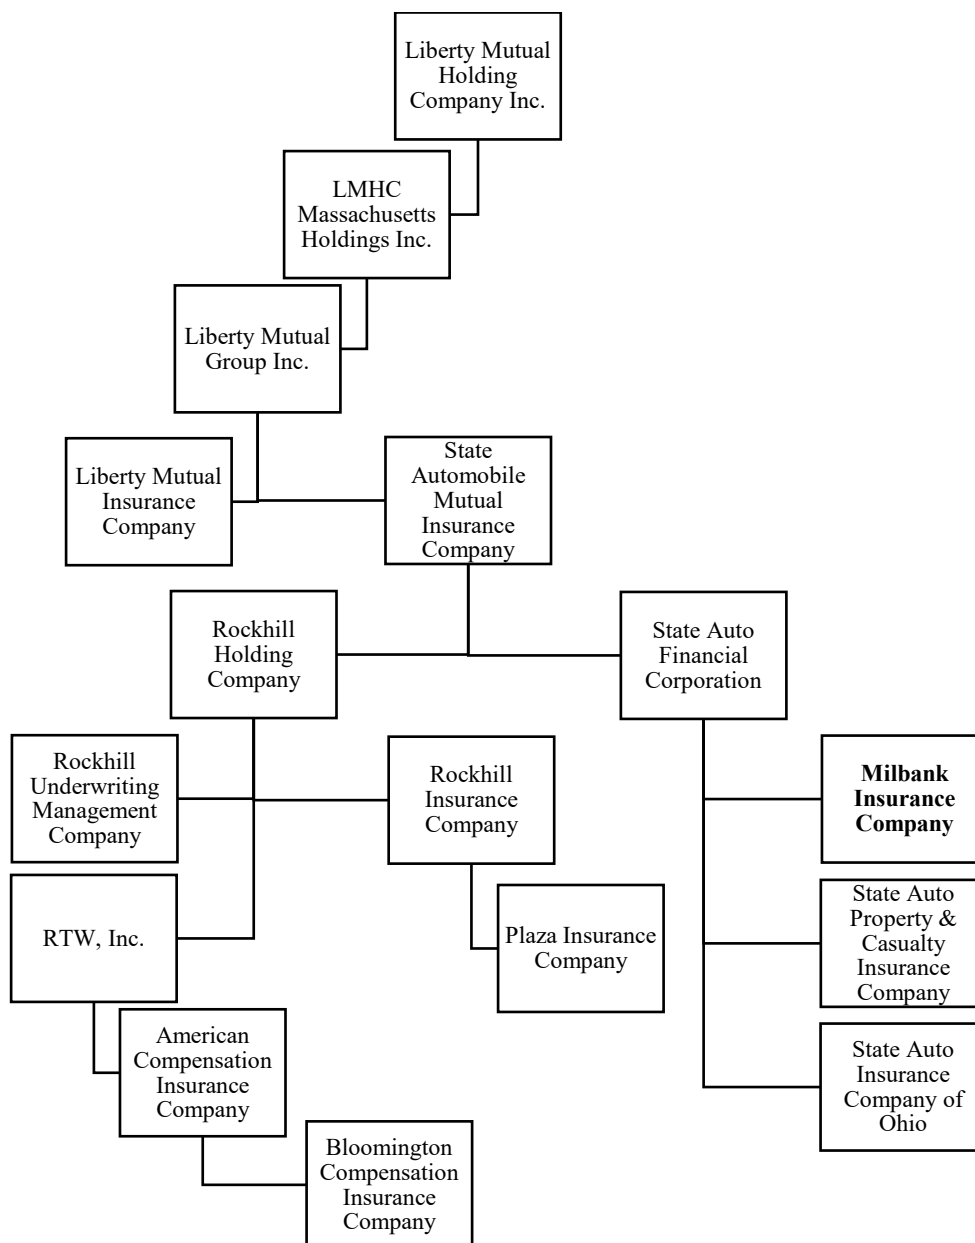 Liberty Mutual
Holding
Company Inc.
LMHC
Massachusetts
Holdings Inc.
Liberty Mutual
Group Inc.
Liberty Mutual
Insurance
Company
State
Automobile
Mutual
Insurance
Company
Rockhill
Holding
Company
State Auto
Financial
Corporation
Rockhill
Underwriting
Management
Company
Rockhill
Insurance
Company
Milbank
Insurance
Company
RTW, Inc.
Plaza Insurance
Company
State Auto
Property &
Casualty
Insurance
Company
American
Compensation
Insurance
Company
State Auto
Insurance
Company of
Ohio
Bloomington
Compensation
Insurance
Company